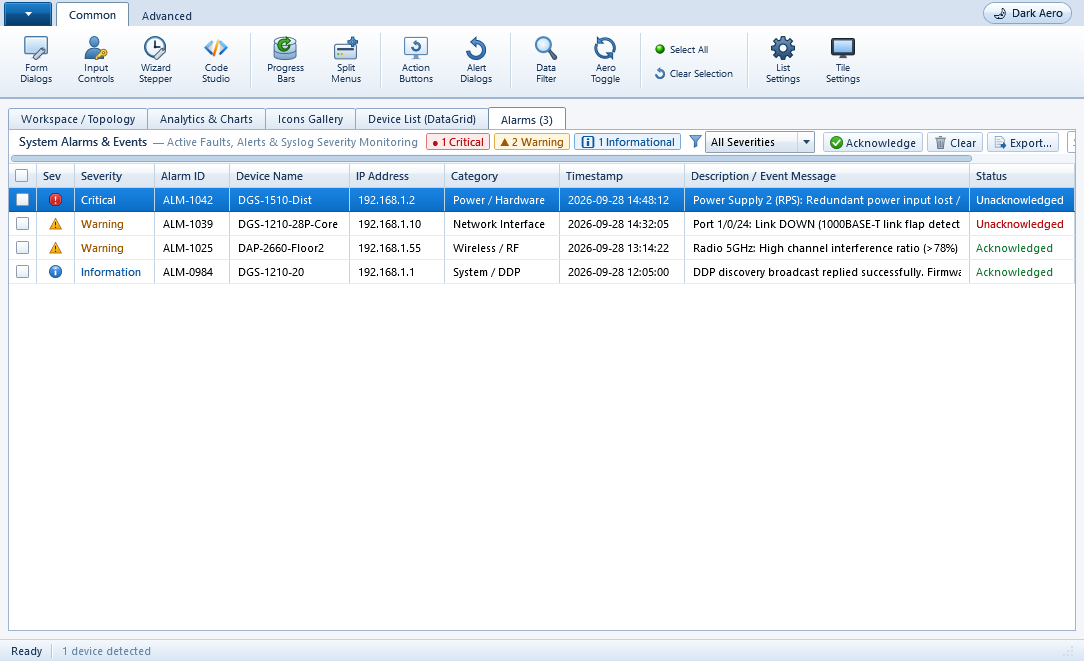 Common
Advanced
Dark Aero
Form
Dialogs
Input
Controls
Wizard
Stepper
Code
Studio
Progress
Bars
Split
Menus
Action
Buttons
Alert
Dialogs
Data
Filter
Aero
Toggle
Select All
Clear Selection
List
Settings
Tile
Settings
Workspace / Topology
Analytics & Charts
Icons Gallery
Device List (DataGrid)
Alarms (3)
System Alarms & Events — Active Faults, Alerts & Syslog Severity Monitoring
1 Critical
2 Warning
1 Informational
All Severities
Acknowledge
Clear
Export...
Sev Severity Alarm ID Device Name IP Address Category Timestamp Description / Event Message Status
Critical ALM-1042 DGS-1510-Dist 192.168.1.2 Power / Hardware 2026-09-28 14:48:12 Power Supply 2 (RPS): Redundant power input lost / Unacknowledged
Warning ALM-1039 DGS-1210-28P-Core 192.168.1.10 Network Interface 2026-09-28 14:32:05 Port 1/0/24: Link DOWN (1000BASE-T link flap detect Unacknowledged
Warning ALM-1025 DAP-2660-Floor2 192.168.1.55 Wireless / RF 2026-09-28 13:14:22 Radio 5GHz: High channel interference ratio (>78%) Acknowledged
Information ALM-0984 DGS-1210-20 192.168.1.1 System / DDP 2026-09-28 12:05:00 DDP discovery broadcast replied successfully. Firmwa Acknowledged
Ready
1 device detected